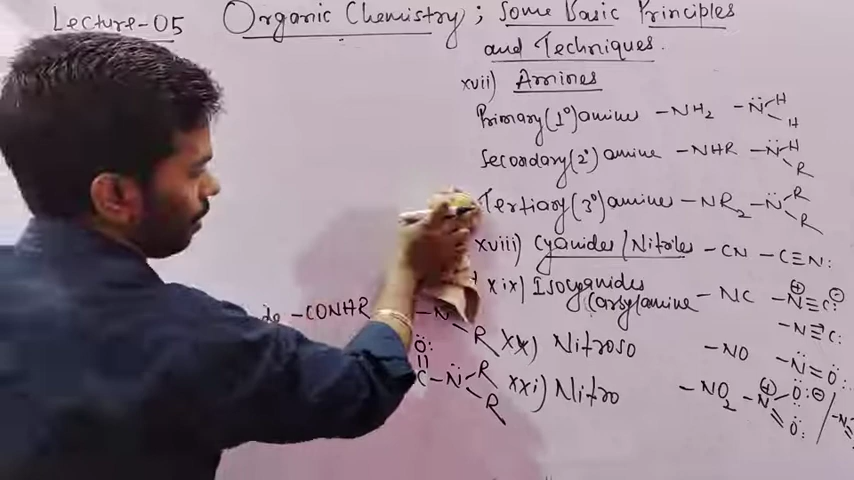 Lecture-05
Organic Chemistry; Some Basic Principles
and Techniques.
xvii) Amines
Primary(1°)amine -NH2 -N̈-H
H
Secondary(2°)amine -NHR -N̈-H
R
Tertiary(3°)amine -NR2 -N̈-R
R
xviii) Cyanides/Nitriles -CN -C≡N:
xix) Isocyanides
(Carbylamine -NC -N⊕≡C:⊖
-N≡C:
-CONHR -N-R
xx) Nitroso -NO -N̈=Ö:
Ö:
C-N̈-R
R
xxi) Nitro -NO2 -N⊕-Ö:⊖ /-N
Ö: